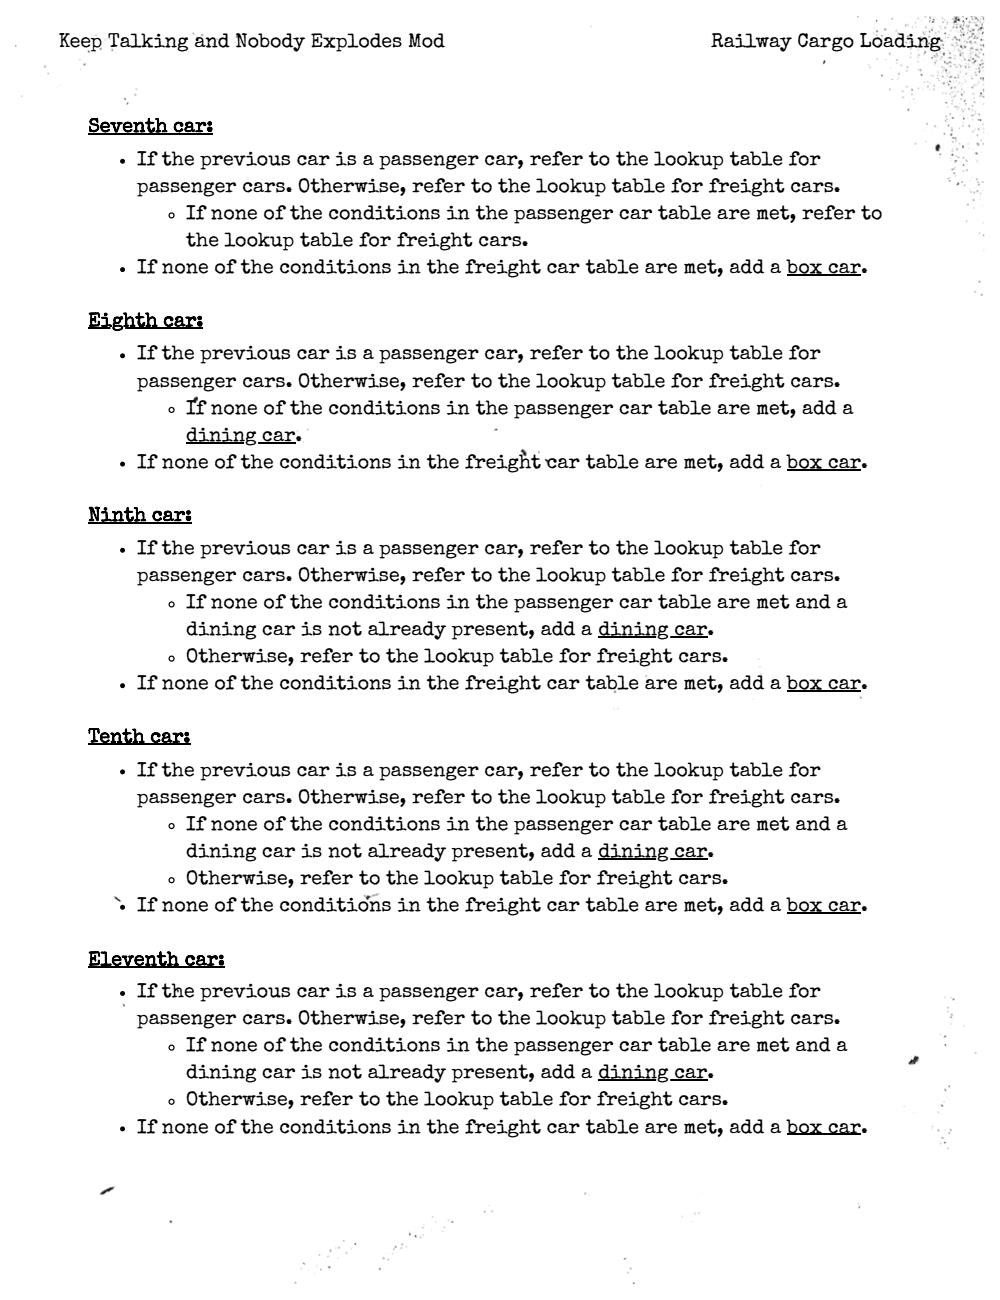 Keep Talking and Nobody Explodes Mod
Railway Cargo Loading
Seventh car:
• If the previous car is a passenger car, refer to the lookup table for
passenger cars. Otherwise, refer to the lookup table for freight cars.
◦ If none of the conditions in the passenger car table are met, refer to
the lookup table for freight cars.
• If none of the conditions in the freight car table are met, add a box car.
Eighth car:
• If the previous car is a passenger car, refer to the lookup table for
passenger cars. Otherwise, refer to the lookup table for freight cars.
◦ If none of the conditions in the passenger car table are met, add a
dining car.
• If none of the conditions in the freight car table are met, add a box car.
Ninth car:
• If the previous car is a passenger car, refer to the lookup table for
passenger cars. Otherwise, refer to the lookup table for freight cars.
◦ If none of the conditions in the passenger car table are met and a
dining car is not already present, add a dining car.
◦ Otherwise, refer to the lookup table for freight cars.
• If none of the conditions in the freight car table are met, add a box car.
Tenth car:
• If the previous car is a passenger car, refer to the lookup table for
passenger cars. Otherwise, refer to the lookup table for freight cars.
◦ If none of the conditions in the passenger car table are met and a
dining car is not already present, add a dining car.
◦ Otherwise, refer to the lookup table for freight cars.
• If none of the conditions in the freight car table are met, add a box car.
Eleventh car:
• If the previous car is a passenger car, refer to the lookup table for
passenger cars. Otherwise, refer to the lookup table for freight cars.
◦ If none of the conditions in the passenger car table are met and a
dining car is not already present, add a dining car.
◦ Otherwise, refer to the lookup table for freight cars.
• If none of the conditions in the freight car table are met, add a box car.